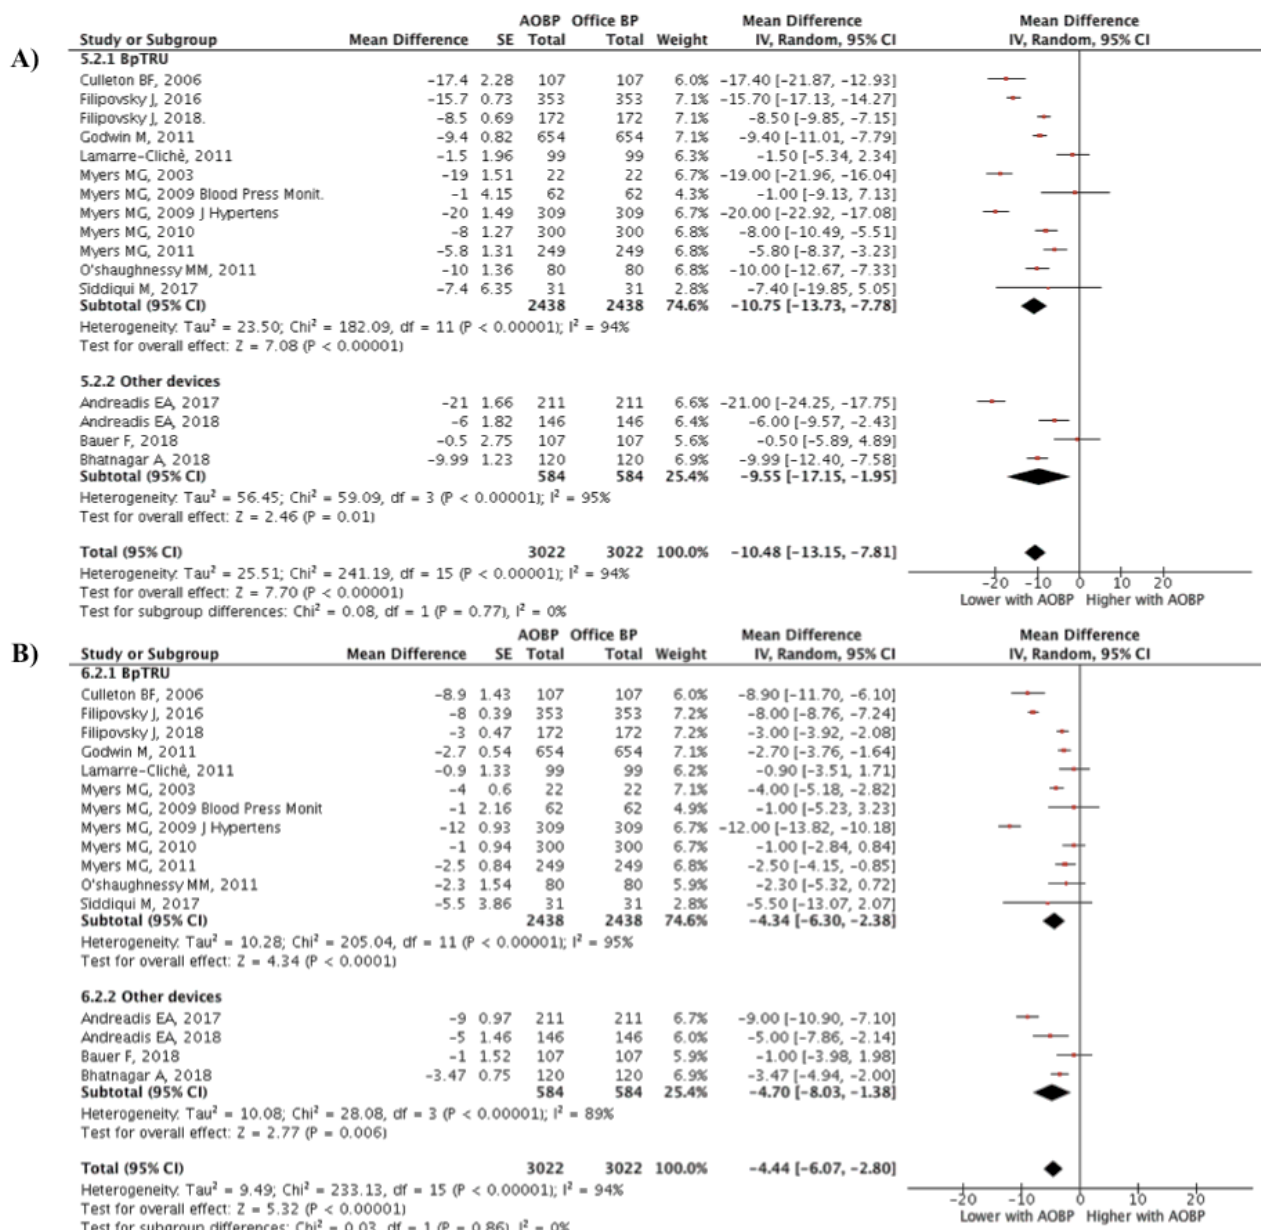 AOBP Office BP Mean Difference Mean Difference
A) Study or Subgroup Mean Difference SE Total Total Weight IV, Random, 95% CI IV, Random, 95% CI
5.2.1 BpTRU
Culleton BF, 2006 -17.4 2.28 107 107 6.0% -17.40 [-21.87, -12.93]
Filipovsky J, 2016 -15.7 0.73 353 353 7.1% -15.70 [-17.13, -14.27]
Filipovsky J, 2018. -8.5 0.69 172 172 7.1% -8.50 [-9.85, -7.15]
Godwin M, 2011 -9.4 0.82 654 654 7.1% -9.40 [-11.01, -7.79]
Lamarre-Clichè, 2011 -1.5 1.96 99 99 6.3% -1.50 [-5.34, 2.34]
Myers MG, 2003 -19 1.51 22 22 6.7% -19.00 [-21.96, -16.04]
Myers MG, 2009 Blood Press Monit. -1 4.15 62 62 4.3% -1.00 [-9.13, 7.13]
Myers MG, 2009 J Hypertens -20 1.49 309 309 6.7% -20.00 [-22.92, -17.08]
Myers MG, 2010 -8 1.27 300 300 6.8% -8.00 [-10.49, -5.51]
Myers MG, 2011 -5.8 1.31 249 249 6.8% -5.80 [-8.37, -3.23]
O'shaughnessy MM, 2011 -10 1.36 80 80 6.8% -10.00 [-12.67, -7.33]
Siddiqui M, 2017 -7.4 6.35 31 31 2.8% -7.40 [-19.85, 5.05]
Subtotal (95% CI) 2438 2438 74.6% -10.75 [-13.73, -7.78]
Heterogeneity: Tau² = 23.50; Chi² = 182.09, df = 11 (P < 0.00001); I² = 94%
Test for overall effect: Z = 7.08 (P < 0.00001)
5.2.2 Other devices
Andreadis EA, 2017 -21 1.66 211 211 6.6% -21.00 [-24.25, -17.75]
Andreadis EA, 2018 -6 1.82 146 146 6.4% -6.00 [-9.57, -2.43]
Bauer F, 2018 -0.5 2.75 107 107 5.6% -0.50 [-5.89, 4.89]
Bhatnagar A, 2018 -9.99 1.23 120 120 6.9% -9.99 [-12.40, -7.58]
Subtotal (95% CI) 584 584 25.4% -9.55 [-17.15, -1.95]
Heterogeneity: Tau² = 56.45; Chi² = 59.09, df = 3 (P < 0.00001); I² = 95%
Test for overall effect: Z = 2.46 (P = 0.01)
Total (95% CI) 3022 3022 100.0% -10.48 [-13.15, -7.81]
Heterogeneity: Tau² = 25.51; Chi² = 241.19, df = 15 (P < 0.00001); I² = 94%
-20 -10 0 10 20
Test for overall effect: Z = 7.70 (P < 0.00001)
Lower with AOBP Higher with AOBP
Test for subgroup differences: Chi² = 0.08, df = 1 (P = 0.77), I² = 0%
AOBP Office BP Mean Difference Mean Difference
B) Study or Subgroup Mean Difference SE Total Total Weight IV, Random, 95% CI IV, Random, 95% CI
6.2.1 BpTRU
Culleton BF, 2006 -8.9 1.43 107 107 6.0% -8.90 [-11.70, -6.10]
Filipovsky J, 2016 -8 0.39 353 353 7.2% -8.00 [-8.76, -7.24]
Filipovsky J, 2018 -3 0.47 172 172 7.2% -3.00 [-3.92, -2.08]
Godwin M, 2011 -2.7 0.54 654 654 7.1% -2.70 [-3.76, -1.64]
Lamarre-Clichè, 2011 -0.9 1.33 99 99 6.2% -0.90 [-3.51, 1.71]
Myers MG, 2003 -4 0.6 22 22 7.1% -4.00 [-5.18, -2.82]
Myers MG, 2009 Blood Press Monit -1 2.16 62 62 4.9% -1.00 [-5.23, 3.23]
Myers MG, 2009 J Hypertens -12 0.93 309 309 6.7% -12.00 [-13.82, -10.18]
Myers MG, 2010 -1 0.94 300 300 6.7% -1.00 [-2.84, 0.84]
Myers MG, 2011 -2.5 0.84 249 249 6.8% -2.50 [-4.15, -0.85]
O'shaughnessy MM, 2011 -2.3 1.54 80 80 5.9% -2.30 [-5.32, 0.72]
Siddiqui M, 2017 -5.5 3.86 31 31 2.8% -5.50 [-13.07, 2.07]
Subtotal (95% CI) 2438 2438 74.6% -4.34 [-6.30, -2.38]
Heterogeneity: Tau² = 10.28; Chi² = 205.04, df = 11 (P < 0.00001); I² = 95%
Test for overall effect: Z = 4.34 (P < 0.0001)
6.2.2 Other devices
Andreadis EA, 2017 -9 0.97 211 211 6.7% -9.00 [-10.90, -7.10]
Andreadis EA, 2018 -5 1.46 146 146 6.0% -5.00 [-7.86, -2.14]
Bauer F, 2018 -1 1.52 107 107 5.9% -1.00 [-3.98, 1.98]
Bhatnagar A, 2018 -3.47 0.75 120 120 6.9% -3.47 [-4.94, -2.00]
Subtotal (95% CI) 584 584 25.4% -4.70 [-8.03, -1.38]
Heterogeneity: Tau² = 10.08; Chi² = 28.08, df = 3 (P < 0.00001); I² = 89%
Test for overall effect: Z = 2.77 (P = 0.006)
Total (95% CI) 3022 3022 100.0% -4.44 [-6.07, -2.80]
Heterogeneity: Tau² = 9.49; Chi² = 233.13, df = 15 (P < 0.00001); I² = 94%
-20 -10 0 10 20
Test for overall effect: Z = 5.32 (P < 0.00001)
Lower with AOBP Higher with AOBP
Test for subgroup differences: Chi² = 0.03, df = 1 (P = 0.86), I² = 0%